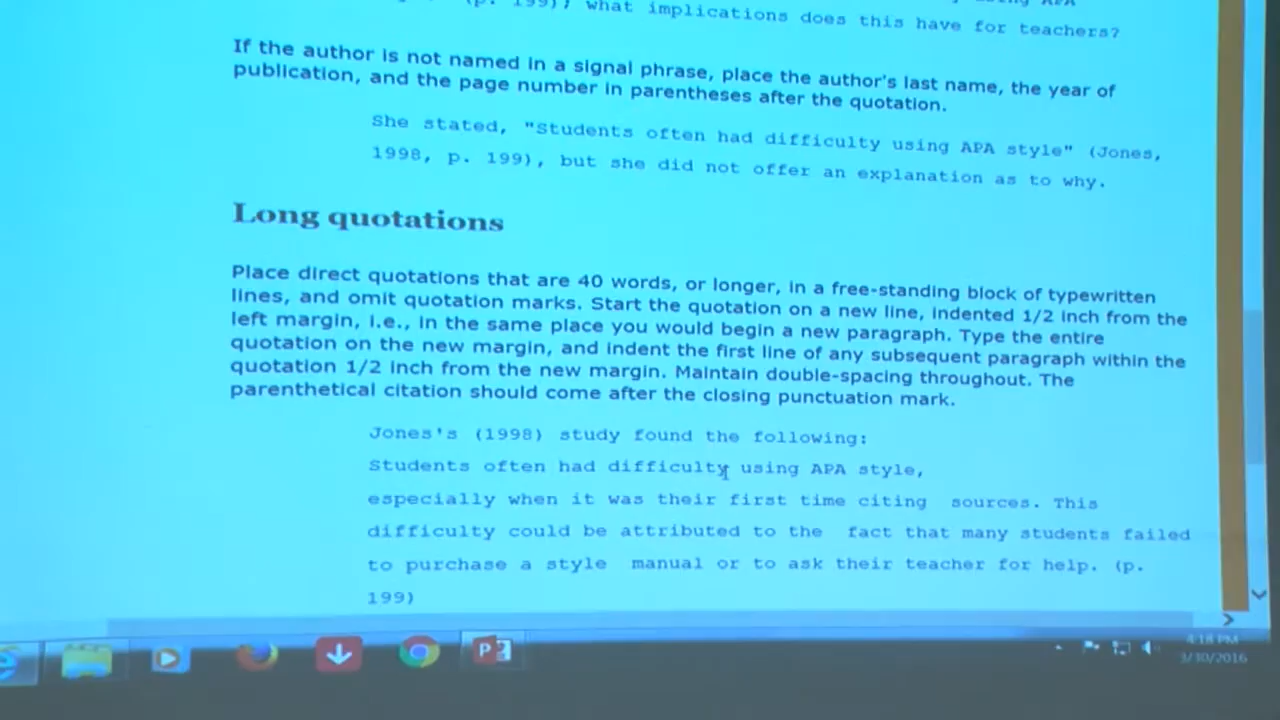 (p. 199); what implications does this have for teachers?
If the author is not named in a signal phrase, place the author's last name, the year of
publication, and the page number in parentheses after the quotation.
She stated, "Students often had difficulty using APA style" (Jones,
1998, p. 199), but she did not offer an explanation as to why.
Long quotations
Place direct quotations that are 40 words, or longer, in a free-standing block of typewritten
lines, and omit quotation marks. Start the quotation on a new line, indented 1/2 inch from the
left margin, i.e., in the same place you would begin a new paragraph. Type the entire
quotation on the new margin, and indent the first line of any subsequent paragraph within the
quotation 1/2 inch from the new margin. Maintain double-spacing throughout. The
parenthetical citation should come after the closing punctuation mark.
Jones's (1998) study found the following:
Students often had difficulty using APA style,
especially when it was their first time citing sources. This
difficulty could be attributed to the fact that many students failed
to purchase a style manual or to ask their teacher for help. (p.
199)
4:18 PM
3/30/2016